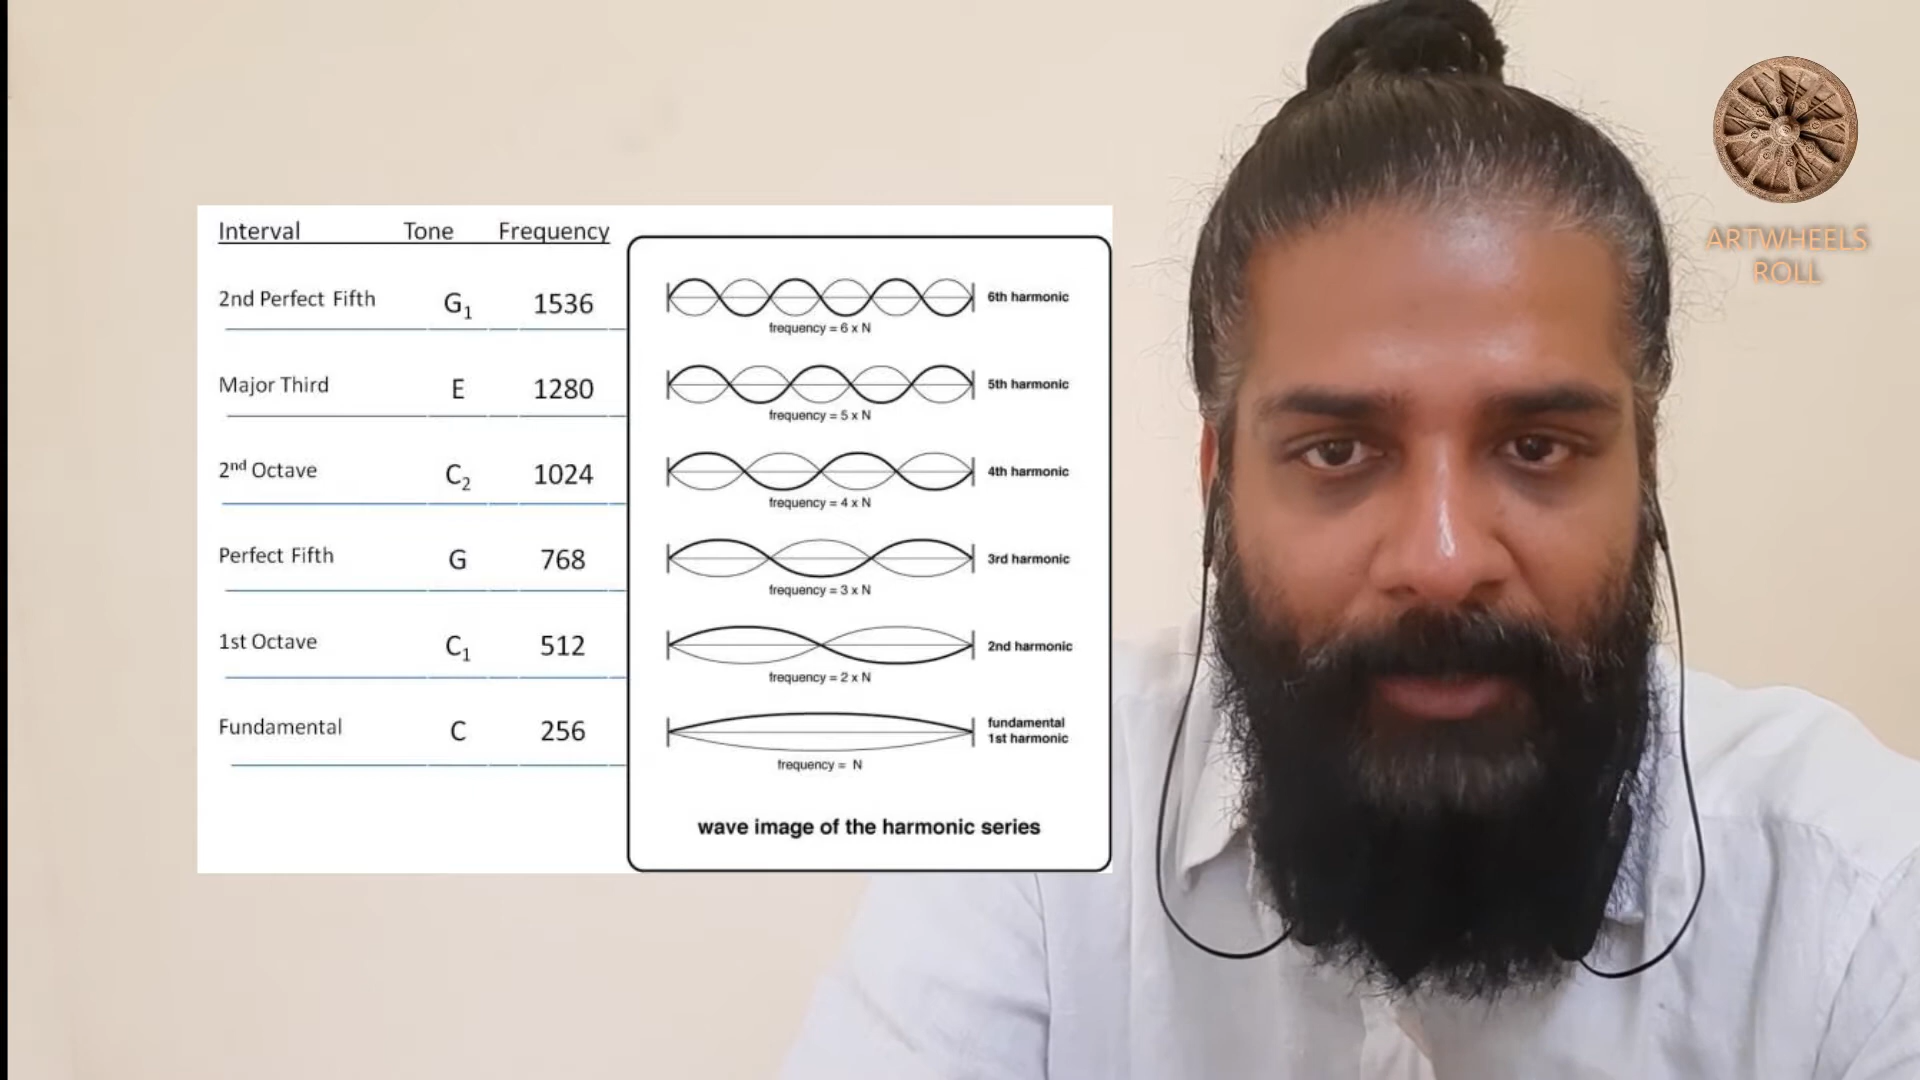 Interval Tone Frequency
2nd Perfect Fifth G1 1536
Major Third E 1280
2nd Octave C2 1024
Perfect Fifth G 768
1st Octave C1 512
Fundamental C 256
6th harmonic
frequency = 6 x N
5th harmonic
frequency = 5 x N
4th harmonic
frequency = 4 x N
3rd harmonic
frequency = 3 x N
2nd harmonic
frequency = 2 x N
fundamental
1st harmonic
frequency = N
wave image of the harmonic series
ARTWHEELS
ROLL